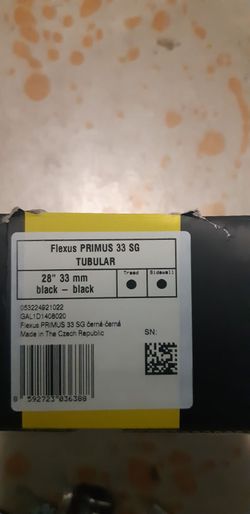 Flexus PRIMUS 33 SG
TUBULAR
28" 33 mm
black - black
Tread Sidewall
053224921022
GAL1D1408020
Flexus PRIMUS 33 SG černé-černá
Made in The Czech Republic
SN:
8 592723 036388